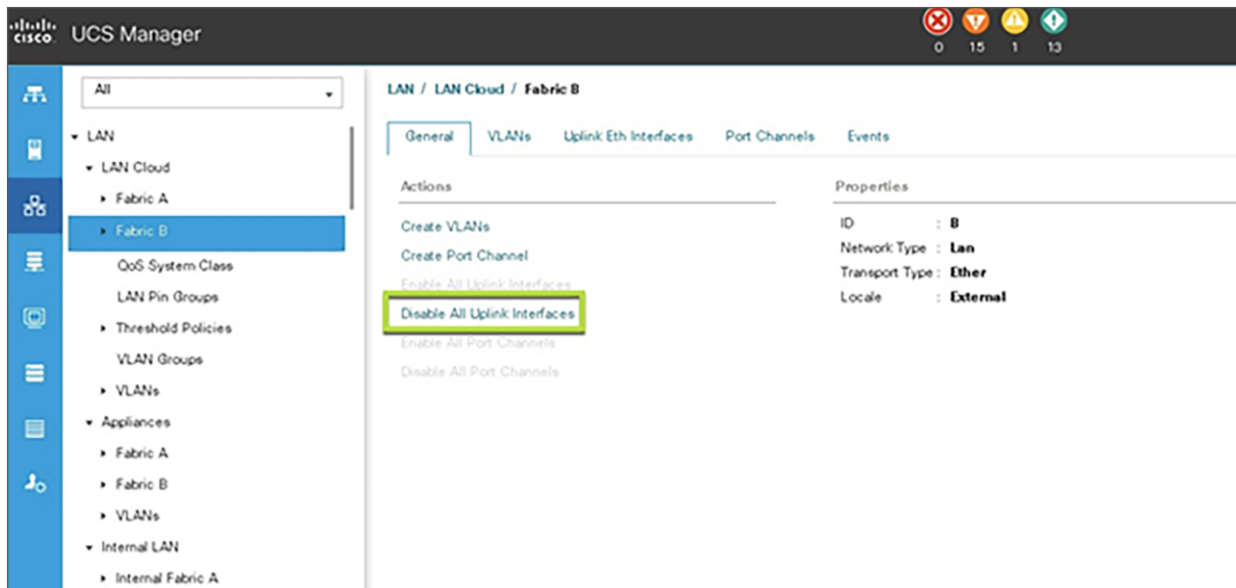 cisco UCS Manager
0 15 1 13
All
LAN
LAN Cloud
Fabric A
Fabric B
QoS System Class
LAN Pin Groups
Threshold Policies
VLAN Groups
VLANs
Appliances
Fabric A
Fabric B
VLANs
Internal LAN
Internal Fabric A
LAN / LAN Cloud / Fabric B
General VLANs Uplink Eth Interfaces Port Channels Events
Actions
Create VLANs
Create Port Channel
Enable All Uplink Interfaces
Disable All Uplink Interfaces
Enable All Port Channels
Disable All Port Channels
Properties
ID : B
Network Type : Lan
Transport Type : Ether
Locale : External